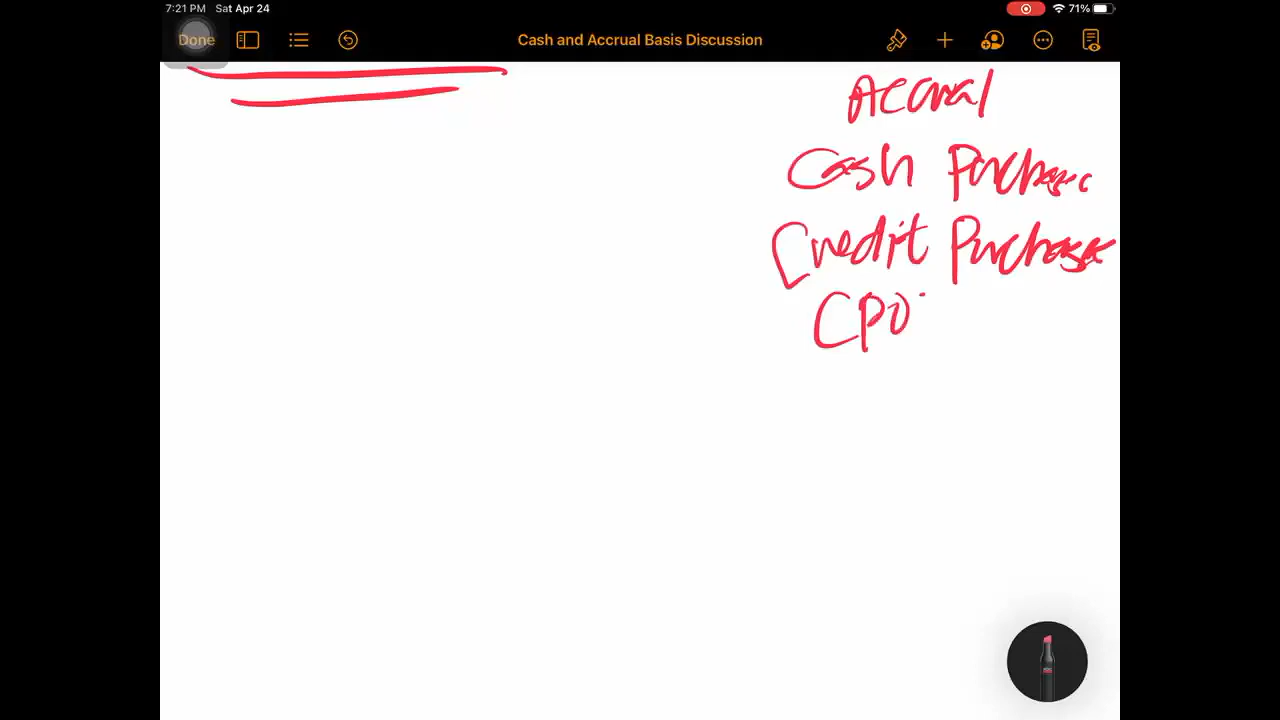 7:21 PM Sat Apr 24
71%
Done
Cash and Accrual Basis Discussion
Accrual
Cash Purchase
Credit Purchase
CPO